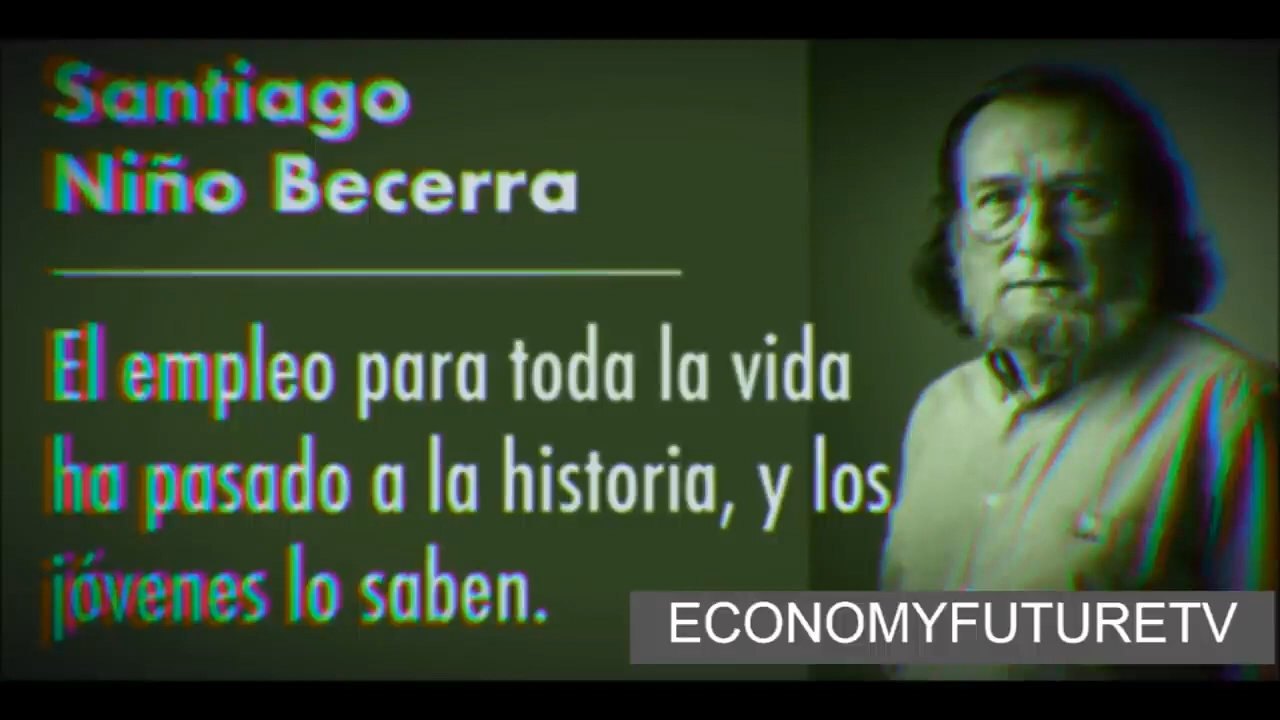 Santiago
Niño Becerra
El empleo para toda la vida
ha pasado a la historia, y los
jóvenes lo saben.
ECONOMYFUTURETV